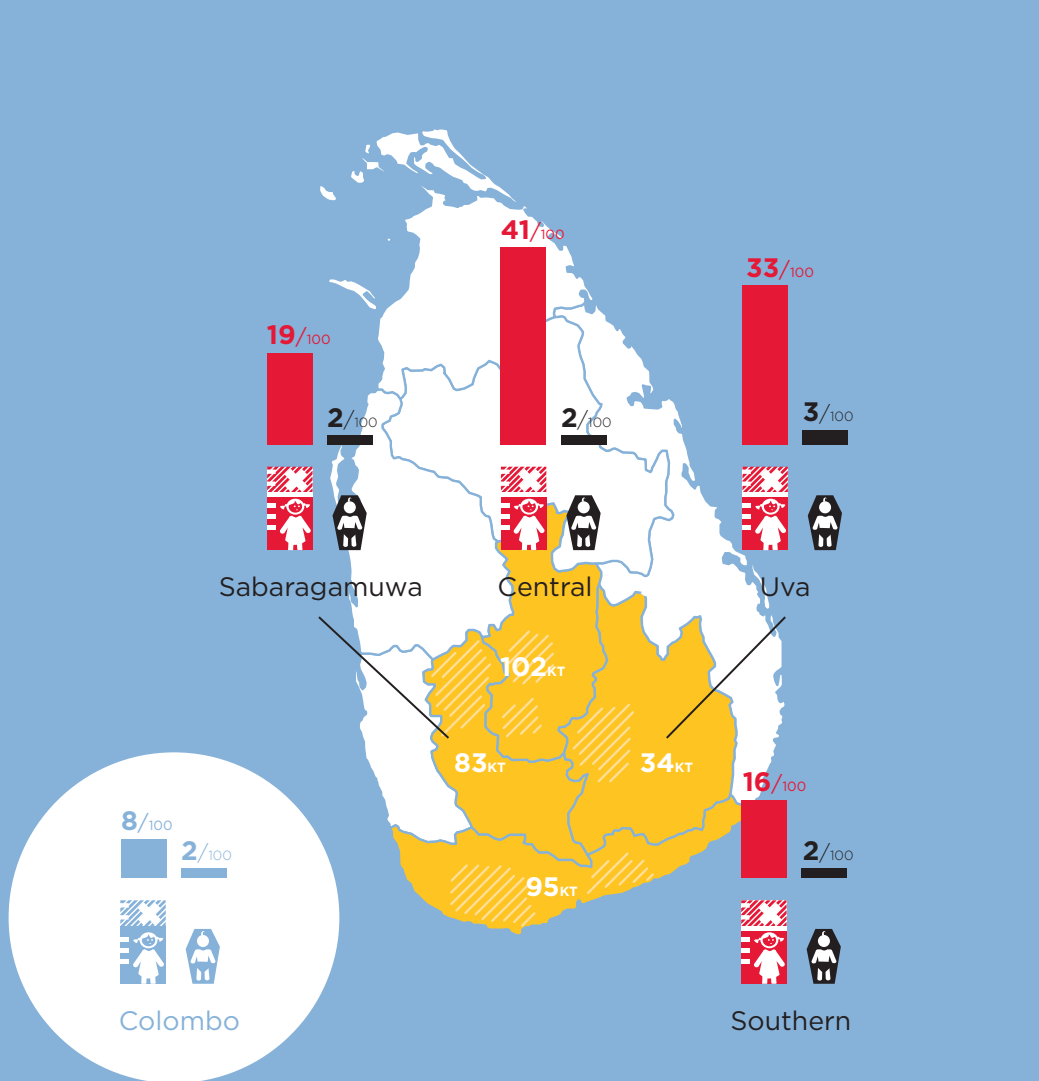 41/100
33/100
19/100
2/100
2/100
3/100
Sabaragamuwa
Central
Uva
102KT
83KT
34KT
16/100
8/100
2/100
2/100
95KT
Colombo
Southern